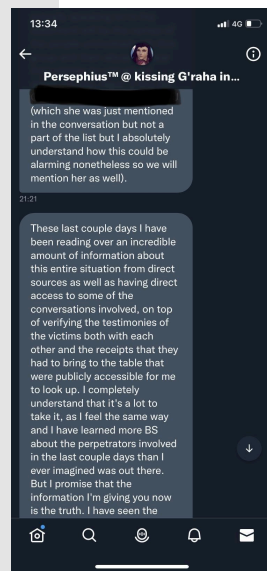 13:34
4G
Persephius™ @ kissing G'raha in...
(which she was just mentioned
in the conversation but not a
part of the list but I absolutely
understand how this could be
alarming nonetheless so we will
mention her as well).
21:21
These last couple days I have
been reading over an incredible
amount of information about
this entire situation from direct
sources as well as having direct
access to some of the
conversations involved, on top
of verifying the testimonies of
the victims both with each
other and the receipts that they
had to bring to the table that
were publicly accessible for me
to look up. I completely
understand that it's a lot to
take it, as I feel the same way
and I have learned more BS
about the perpetrators involved
in the last couple days than I
ever imagined was out there.
But I promise that the
information I'm giving you now
is the truth. I have seen the